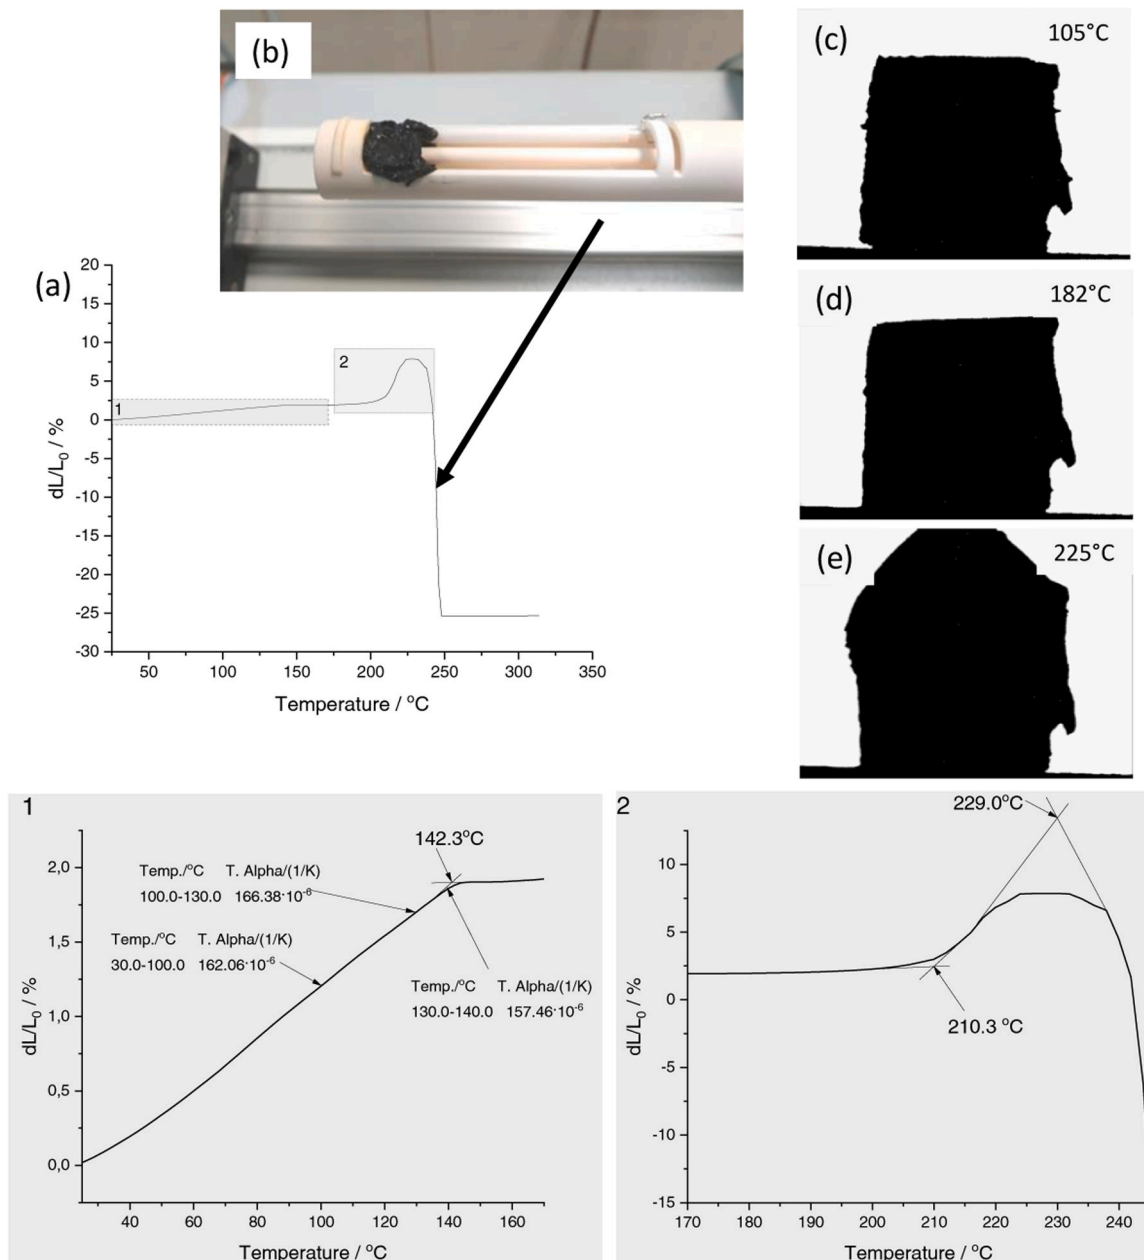 (b)
(c) 105°C
(a)
20
15
10
5
0
-5
-10
-15
-20
-25
-30
dL/L₀ / %
1
2
50 100 150 200 250 300 350
Temperature / °C
(d) 182°C
(e) 225°C
1
2,0
1,5
1,0
0,5
0,0
dL/L₀ / %
142.3°C
Temp./°C T. Alpha/(1/K)
100.0-130.0 166.38·10⁻⁶
Temp./°C T. Alpha/(1/K)
30.0-100.0 162.06·10⁻⁶
Temp./°C T. Alpha/(1/K)
130.0-140.0 157.46·10⁻⁶
40 60 80 100 120 140 160
Temperature / °C
2
229.0°C
10
5
0
-5
-10
-15
dL/L₀ / %
210.3 °C
170 180 190 200 210 220 230 240
Temperature / °C